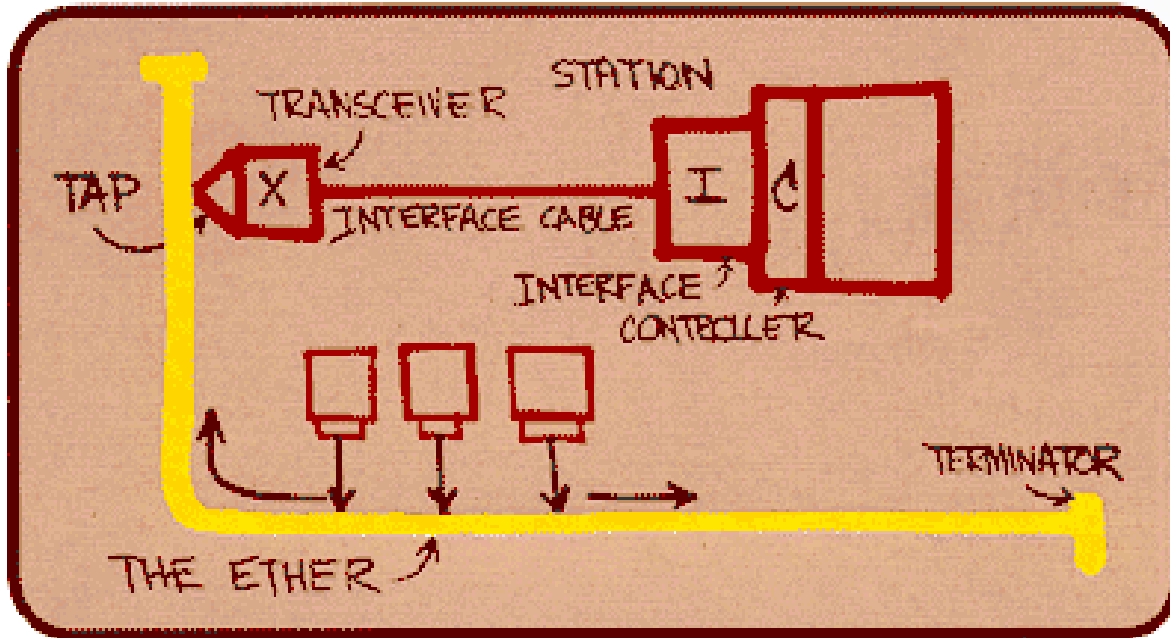 STATION
TRANSCEIVER
TAP
X
I
C
INTERFACE CABLE
INTERFACE
CONTROLLER
TERMINATOR
THE ETHER